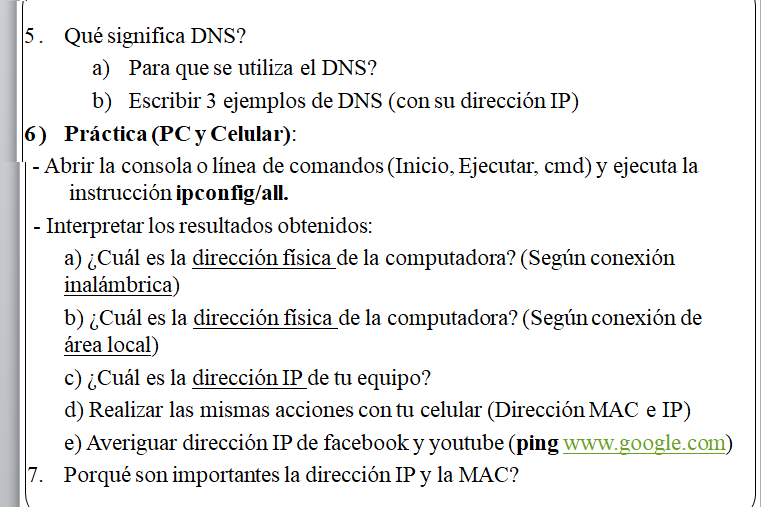 5. Qué significa DNS?
a) Para que se utiliza el DNS?
b) Escribir 3 ejemplos de DNS (con su dirección IP)
6) Práctica (PC y Celular):
- Abrir la consola o línea de comandos (Inicio, Ejecutar, cmd) y ejecuta la
instrucción ipconfig/all.
- Interpretar los resultados obtenidos:
a) ¿Cuál es la dirección física de la computadora? (Según conexión
inalámbrica)
b) ¿Cuál es la dirección física de la computadora? (Según conexión de
área local)
c) ¿Cuál es la dirección IP de tu equipo?
d) Realizar las mismas acciones con tu celular (Dirección MAC e IP)
e) Averiguar dirección IP de facebook y youtube (ping www.google.com)
7. Porqué son importantes la dirección IP y la MAC?